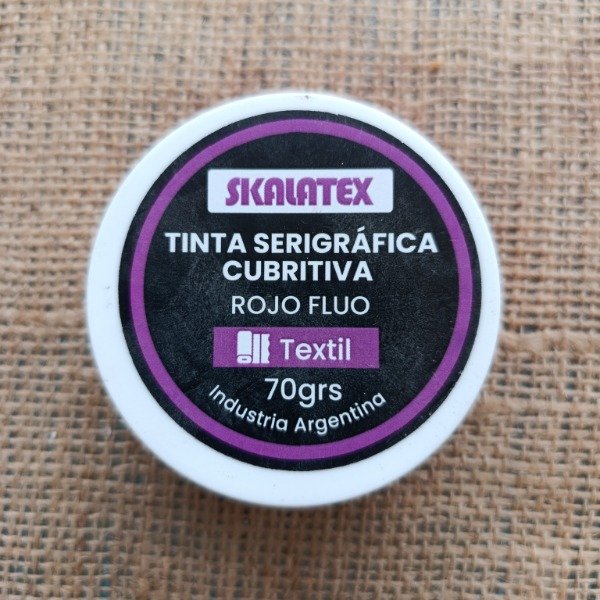 SKALATEX
TINTA SERIGRÁFICA
CUBRITIVA
ROJO FLUO
Textil
70grs
Industria Argentina